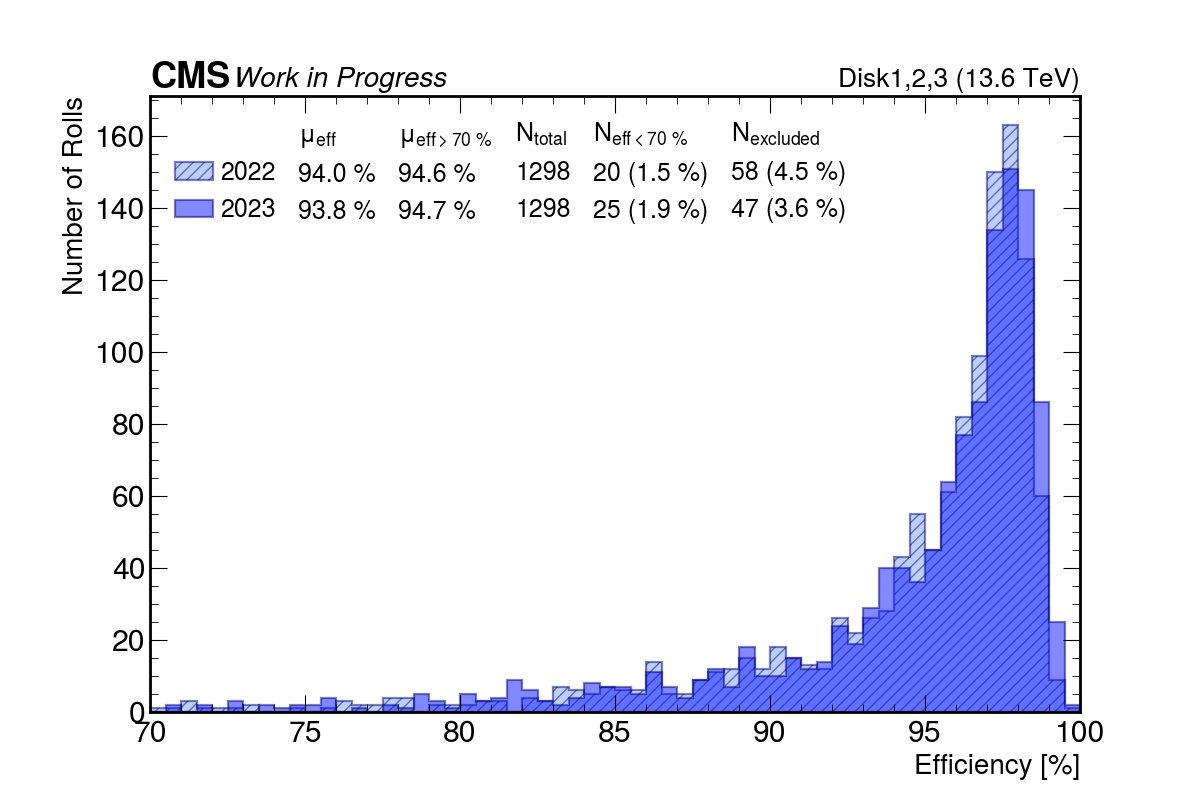 CMS Work in Progress Disk1,2,3 (13.6 TeV)
Number of Rolls
μeff μeff > 70 % Ntotal Neff < 70 % Nexcluded
2022 94.0 % 94.6 % 1298 20 (1.5 %) 58 (4.5 %)
2023 93.8 % 94.7 % 1298 25 (1.9 %) 47 (3.6 %)
160
140
120
100
80
60
40
20
0
70 75 80 85 90 95 100
Efficiency [%]